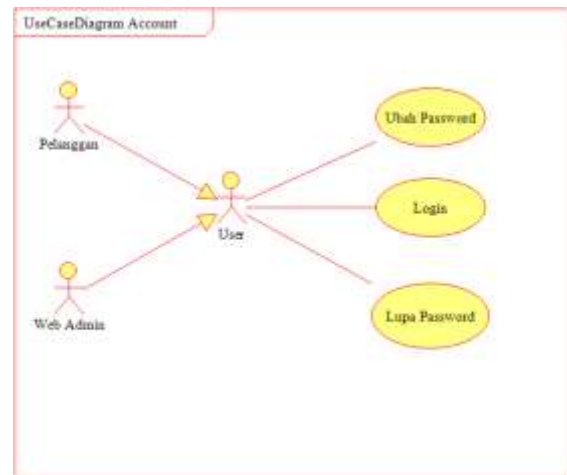 UseCaseDiagram Account
Pelanggan
Ubah Password
User
Login
Web Admin
Lupa Password